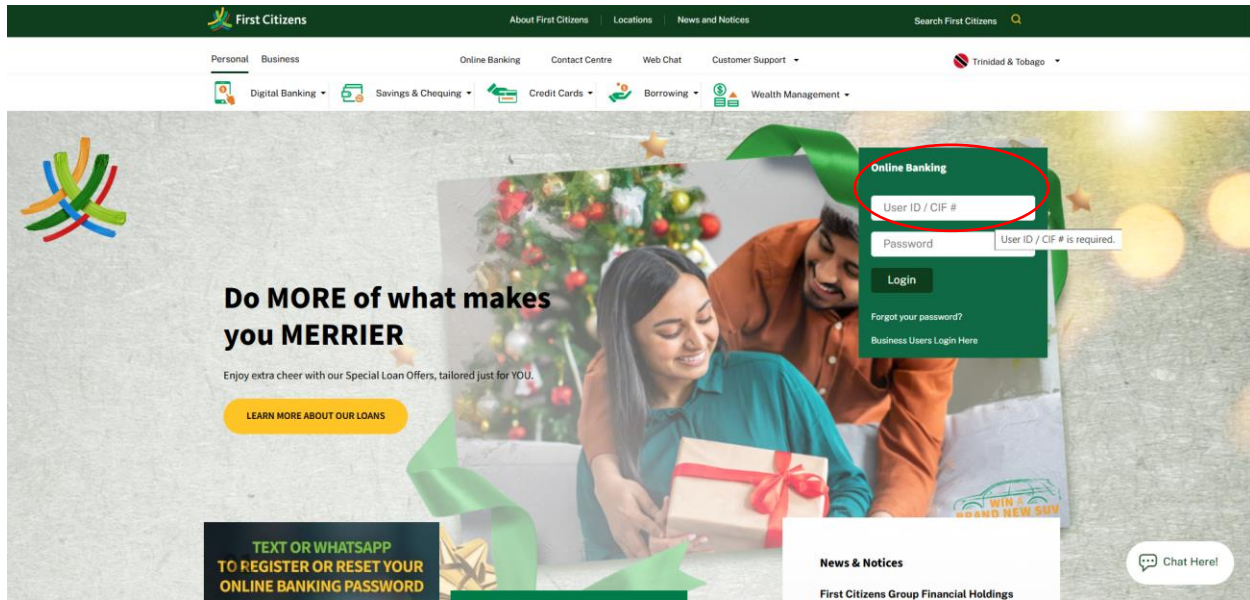 First Citizens
About First Citizens
Locations
News and Notices
Search First Citizens
Personal
Business
Online Banking
Contact Centre
Web Chat
Customer Support
Trinidad & Tobago
Digital Banking
Savings & Chequing
Credit Cards
Borrowing
Wealth Management
Online Banking
User ID / CIF #
Password
User ID / CIF # is required.
Login
Forgot your password?
Business Users Login Here
Do MORE of what makes
you MERRIER
Enjoy extra cheer with our Special Loan Offers, tailored just for YOU.
LEARN MORE ABOUT OUR LOANS
WIN A
BRAND NEW SUV
TEXT OR WHATSAPP
TO REGISTER OR RESET YOUR
ONLINE BANKING PASSWORD
News & Notices
First Citizens Group Financial Holdings
Chat Here!